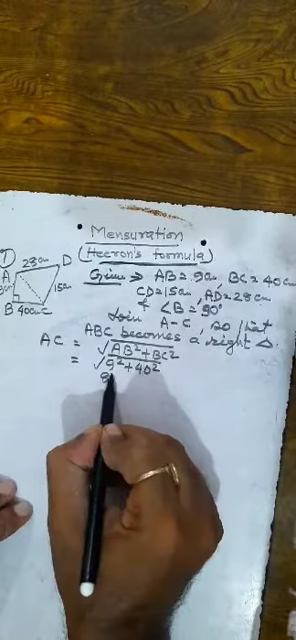 • Mensuration •
(Heeron's formula)
1) 28cm D
A
15cm
B 40cm C
Given → AB = 9cm, BC = 40cm
CD = 15cm, AD = 28cm
& ∠B = 90°
Join A-C, so that
ABC becomes a right △.
AC = √AB²+BC²
= √9²+40²
8